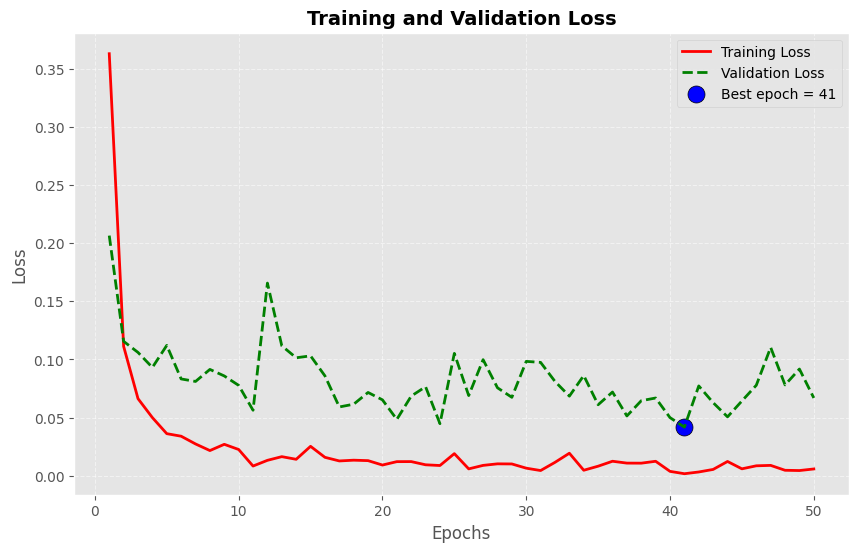 Training and Validation Loss
Training Loss
Validation Loss
Best epoch = 41
0.35
0.30
0.25
0.20
0.15
0.10
0.05
0.00
Loss
0 10 20 30 40 50
Epochs